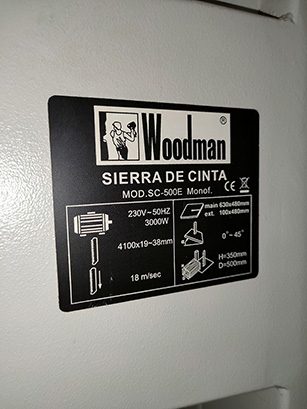 Woodman®
SIERRA DE CINTA
MOD.SC-500E Monof.
CE
230V~50HZ
3000W
4100x19~38mm
18 m/sec
main 630x480mm
ext. 100x480mm
0°~ 45°
H=350mm
D=500mm